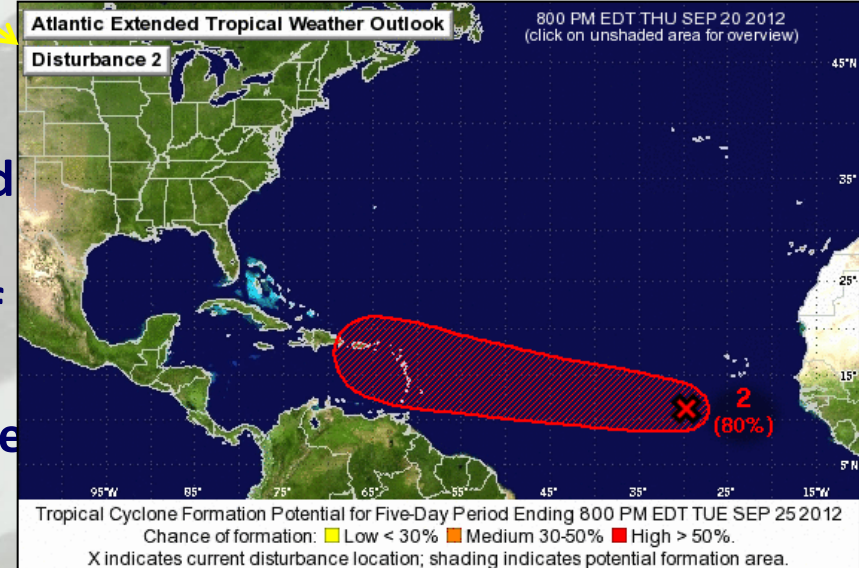 Atlantic Extended Tropical Weather Outlook
800 PM EDT THU SEP 20 2012
(click on unshaded area for overview)
Disturbance 2
45°N
d
35°
25°
15°
2
(80%)
e
5°N
95°W 85° 75° 65° 55° 45° 35° 25° 15°W
Tropical Cyclone Formation Potential for Five-Day Period Ending 800 PM EDT TUE SEP 25 2012
Chance of formation: Low < 30% Medium 30-50% High > 50%.
X indicates current disturbance location; shading indicates potential formation area.